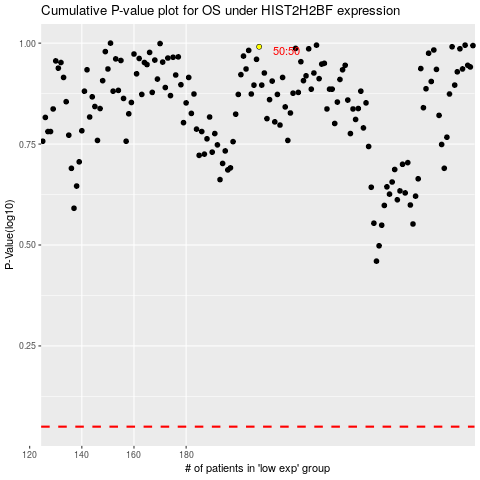 Cumulative P-value plot for OS under HIST2H2BF expression
P-Value(log10)
1.00
0.75
0.50
0.25
50:50
120 140 160 180
# of patients in 'low exp' group